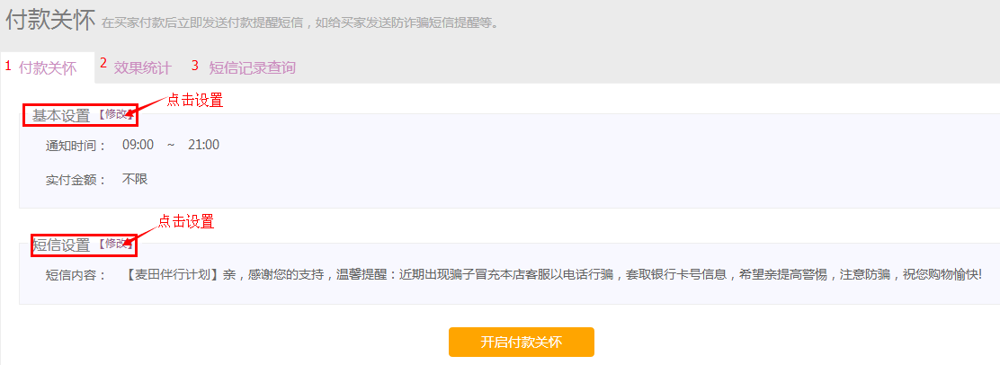 付款关怀 在买家付款后立即发送付款提醒短信，如给买家发送防诈骗短信提醒等。
1 付款关怀 2 效果统计 3 短信记录查询
点击设置
基本设置 【修改】
通知时间： 09:00 ~ 21:00
实付金额： 不限
点击设置
短信设置 【修改】
短信内容： 【麦田伴行计划】亲，感谢您的支持，温馨提醒：近期出现骗子冒充本店客服以电话行骗，套取银行卡号信息，希望亲提高警惕，注意防骗，祝您购物愉快!
开启付款关怀